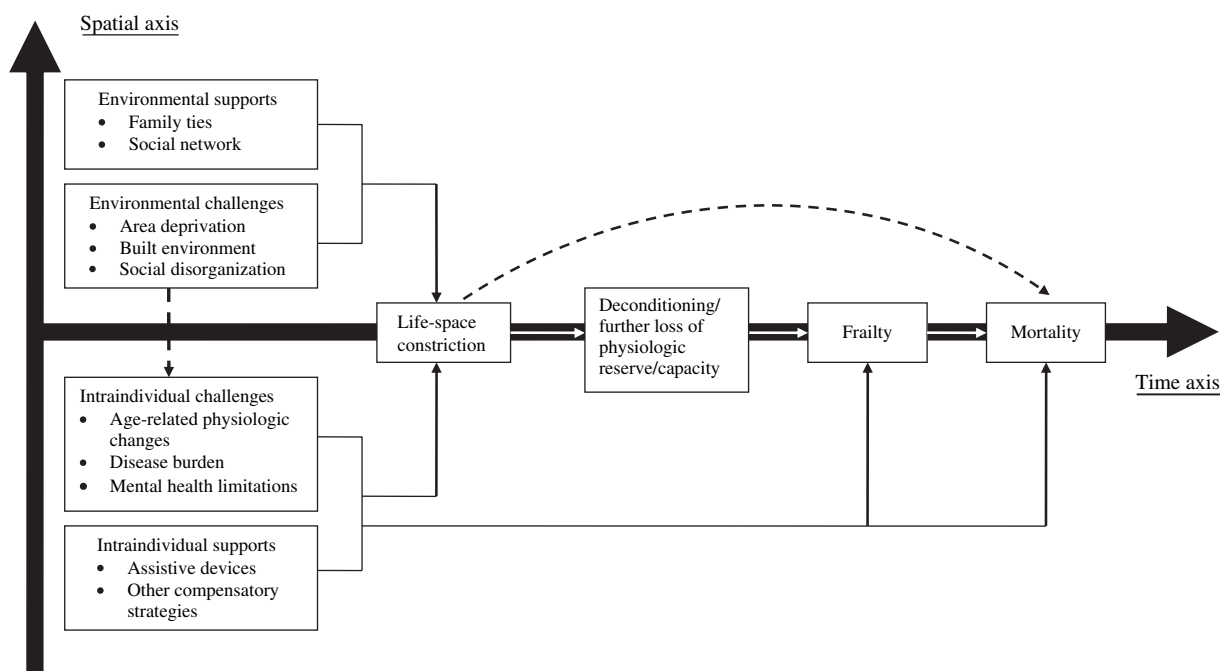 Spatial axis
Environmental supports
• Family ties
• Social network
Environmental challenges
• Area deprivation
• Built environment
• Social disorganization
Life-space
constriction
Deconditioning/
further loss of
physiologic
reserve/capacity
Frailty
Mortality
Time axis
Intraindividual challenges
• Age-related physiologic
changes
• Disease burden
• Mental health limitations
Intraindividual supports
• Assistive devices
• Other compensatory
strategies